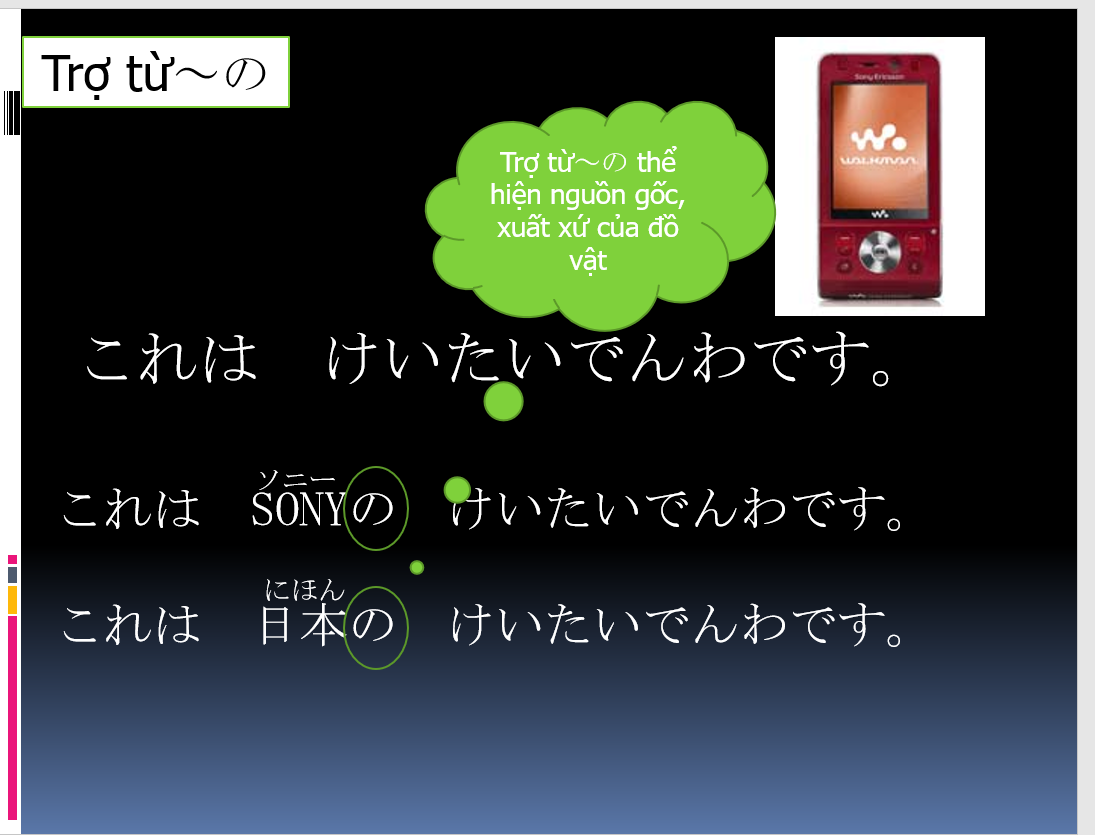 Trợ từ～の
Sony Ericsson
WALKMAN
Trợ từ～の thể
hiện nguồn gốc,
xuất xứ của đồ
vật
これは　けいたいでんわです。
ソニー
これは　SONYの　けいたいでんわです。
にほん
これは　日本の　けいたいでんわです。